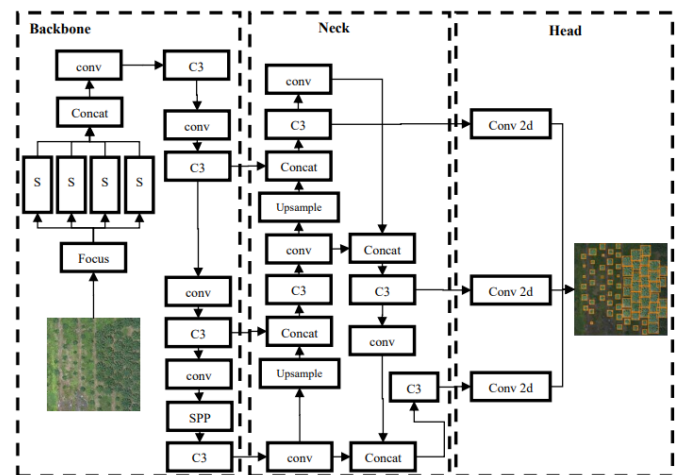 Backbone
Neck
Head
conv
C3
Concat
conv
C3
S
S
S
S
Focus
conv
C3
conv
SPP
C3
conv
C3
Concat
Upsample
conv
Concat
C3
C3
Concat
conv
Upsample
C3
conv
Concat
Conv 2d
Conv 2d
Conv 2d